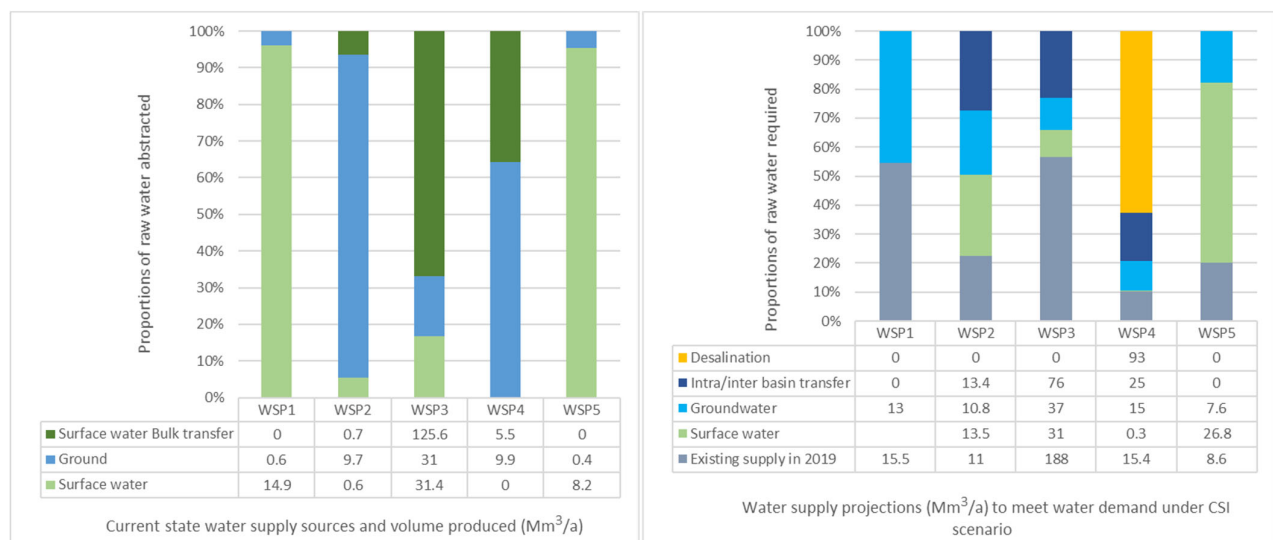 100%
90%
80%
70%
60%
50%
40%
30%
20%
10%
0%
Proportions of raw water abstracted
WSP1 WSP2 WSP3 WSP4 WSP5
Surface water Bulk transfer 0 0.7 125.6 5.5 0
Ground 0.6 9.7 31 9.9 0.4
Surface water 14.9 0.6 31.4 0 8.2
Current state water supply sources and volume produced (Mm³/a)
100%
90%
80%
70%
60%
50%
40%
30%
20%
10%
0%
Proportions of raw water required
WSP1 WSP2 WSP3 WSP4 WSP5
Desalination 0 0 0 93 0
Intra/inter basin transfer 0 13.4 76 25 0
Groundwater 13 10.8 37 15 7.6
Surface water 13.5 31 0.3 26.8
Existing supply in 2019 15.5 11 188 15.4 8.6
Water supply projections (Mm³/a) to meet water demand under CSI
scenario